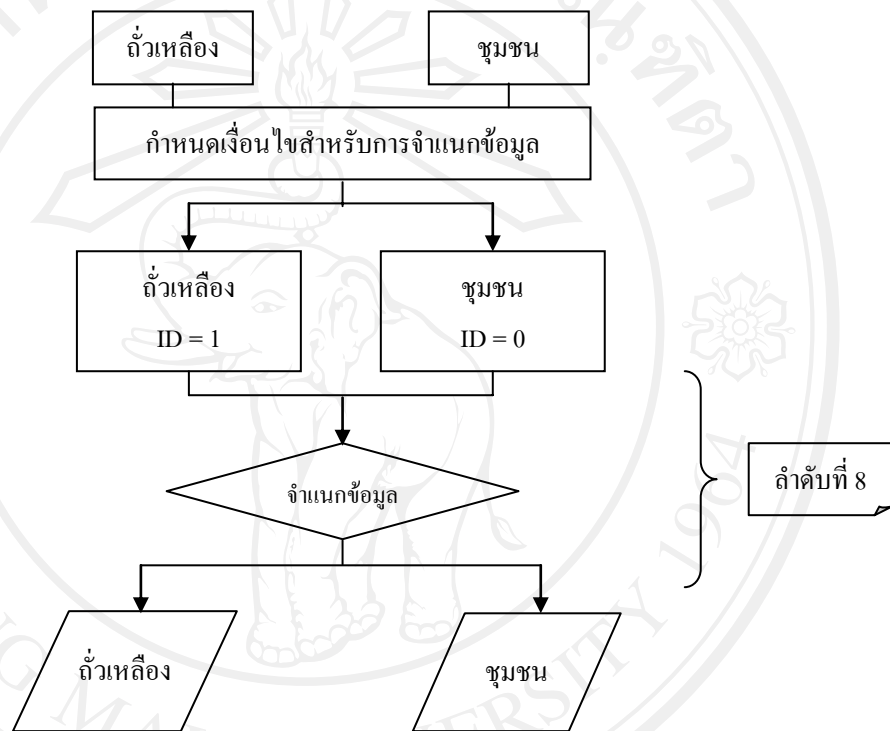 ถั่วเหลือง
ชุมชน
กำหนดเงื่อนไขสำหรับการจำแนกข้อมูล
ถั่วเหลือง
ID = 1
ชุมชน
ID = 0
จำแนกข้อมูล
ลำดับที่ 8
ถั่วเหลือง
ชุมชน
UNIVERSITY 1904